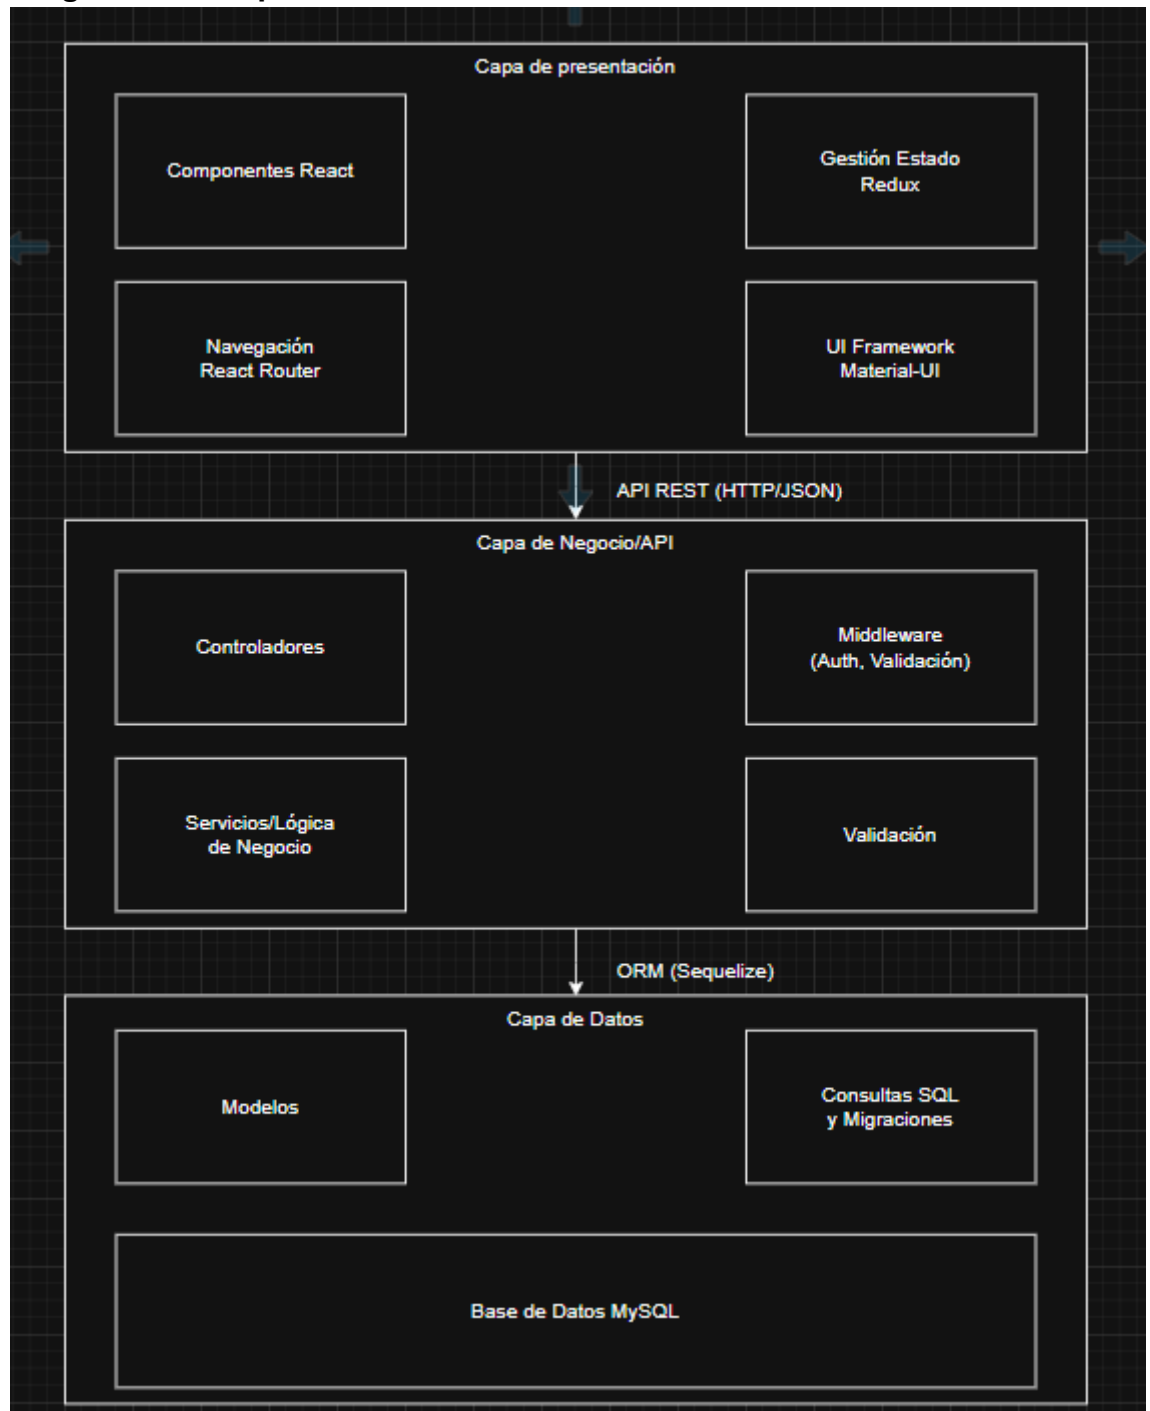 Capa de presentación
Componentes React
Gestión Estado
Redux
Navegación
React Router
UI Framework
Material-UI
API REST (HTTP/JSON)
Capa de Negocio/API
Controladores
Middleware
(Auth, Validación)
Servicios/Lógica
de Negocio
Validación
ORM (Sequelize)
Capa de Datos
Modelos
Consultas SQL
y Migraciones
Base de Datos MySQL